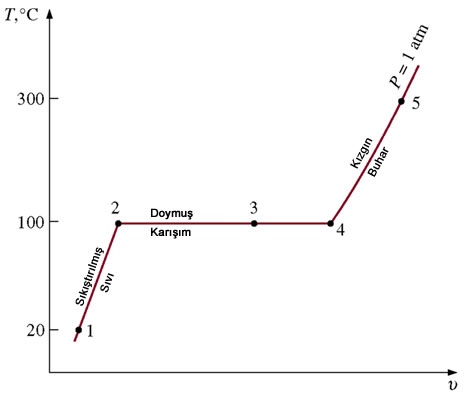 T,°C
P = 1 atm
300
5
Kızgın
Buhar
2
Doymuş
3
100
Karışım
4
Sıkıştırılmış
Sıvı
20
1
υ